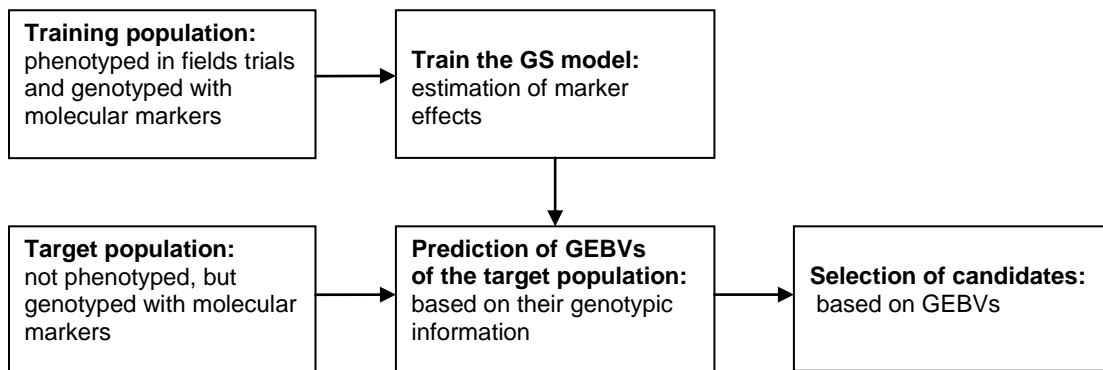 Training population:
phenotyped in fields trials
and genotyped with
molecular markers
Train the GS model:
estimation of marker
effects
Target population:
not phenotyped, but
genotyped with molecular
markers
Prediction of GEBVs
of the target population:
based on their genotypic
information
Selection of candidates:
based on GEBVs